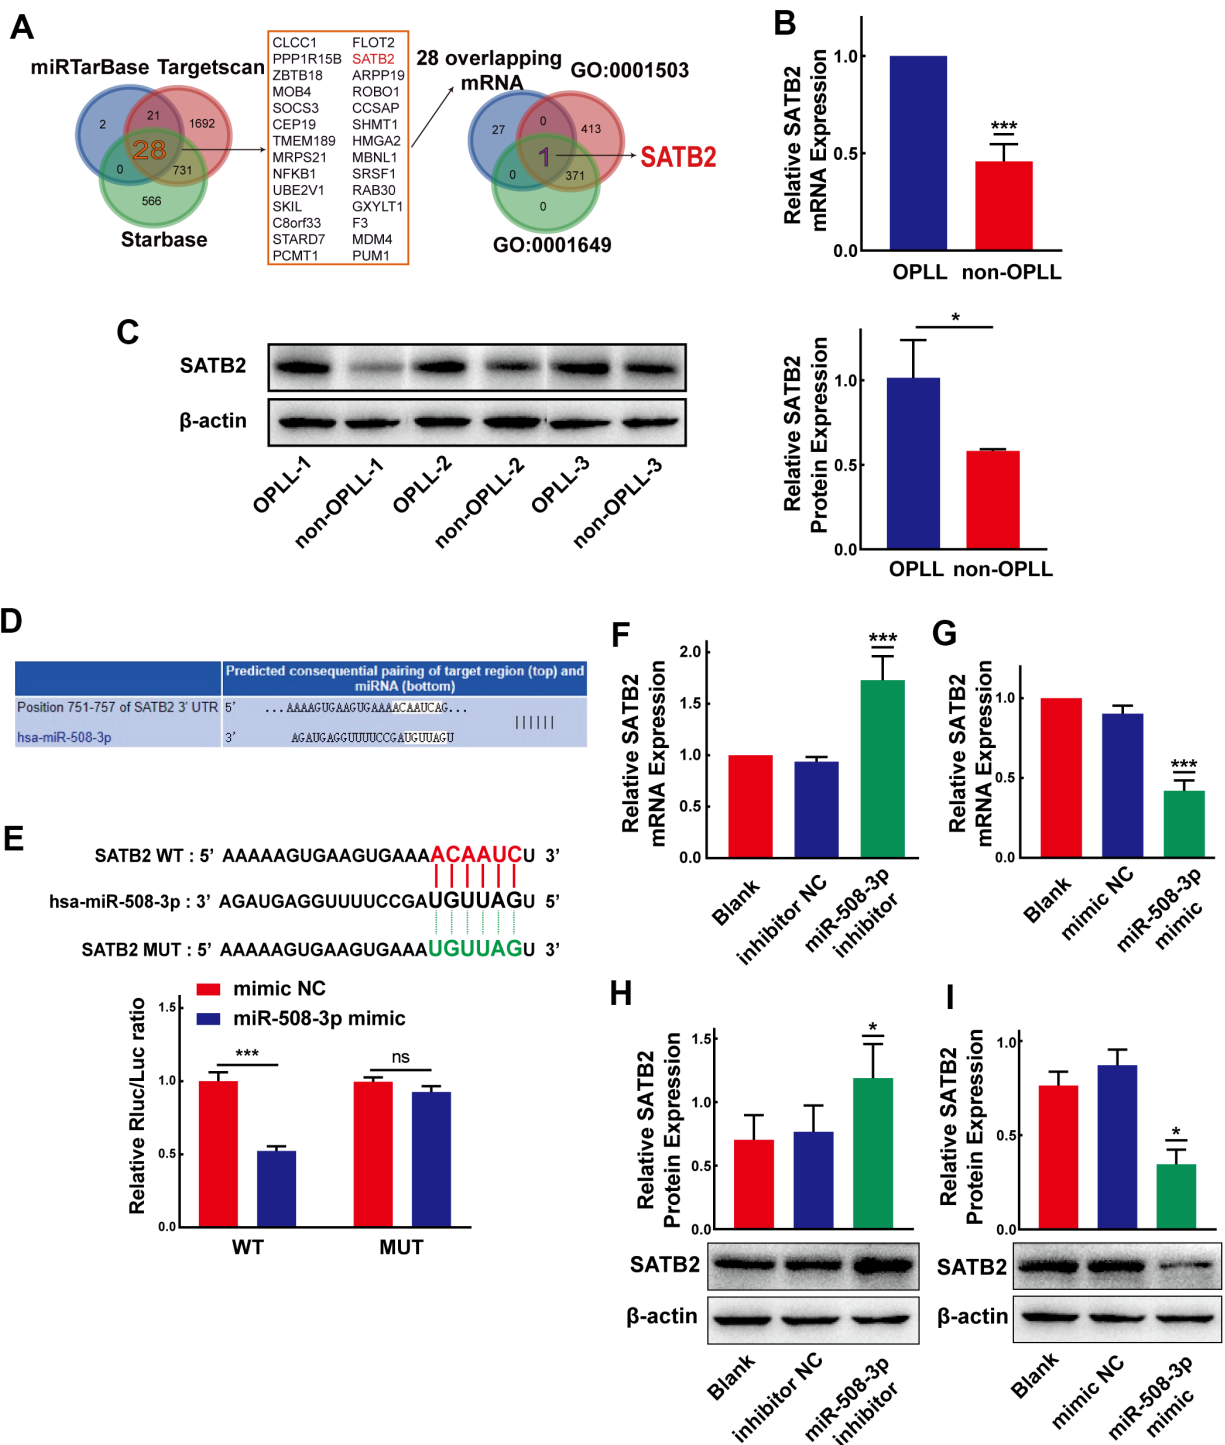 A
miRTarBase Targetscan
2
21
1692
28
0
731
566
Starbase
CLCC1 FLOT2
PPP1R15B SATB2
ZBTB18 ARPP19
MOB4 ROBO1
SOCS3 CCSAP
CEP19 SHMT1
TMEM189 HMGA2
MRPS21 MBNL1
NFKB1 SRSF1
UBE2V1 RAB30
SKIL GXYLT1
C8orf33 F3
STARD7 MDM4
PCMT1 PUM1
28 overlapping
mRNA
GO:0001503
27
0
413
1
0
371
0
GO:0001649
SATB2
B
Relative SATB2
mRNA Expression
1.0
0.5
0.0
***
OPLL non-OPLL
C
SATB2
β-actin
OPLL-1
non-OPLL-1
OPLL-2
non-OPLL-2
OPLL-3
non-OPLL-3
Relative SATB2
Protein Expression
1.0
0.5
0.0
*
OPLL non-OPLL
D
Predicted consequential pairing of target region (top) and
miRNA (bottom)
Position 751-757 of SATB2 3' UTR 5' ...AAAAGUGAAGUGAAAACAAUCAG...
||||||
hsa-miR-508-3p 3' AGAUGAGGUUUUCCGAUGUUAGU
E
SATB2 WT : 5’ AAAAAGUGAAGUGAAAACAAUCU 3’
hsa-miR-508-3p : 3’ AGAUGAGGUUUUCCGAUGUUAGU 5’
SATB2 MUT : 5’ AAAAAGUGAAGUGAAAUGUUAGU 3’
mimic NC
miR-508-3p mimic
Relative Rluc/Luc ratio
1.5
1.0
0.5
0.0
***
ns
WT MUT
F
Relative SATB2
mRNA Expression
2.0
1.5
1.0
0.5
0.0
***
Blank
inhibitor NC
miR-508-3p
inhibitor
G
Relative SATB2
mRNA Expression
1.0
0.5
0.0
***
Blank
mimic NC
miR-508-3p
mimic
H
Relative SATB2
Protein Expression
1.5
1.0
0.5
0.0
*
SATB2
β-actin
Blank
inhibitor NC
miR-508-3p
inhibitor
I
Relative SATB2
Protein Expression
1.0
0.5
0.0
*
SATB2
β-actin
Blank
mimic NC
miR-508-3p
mimic